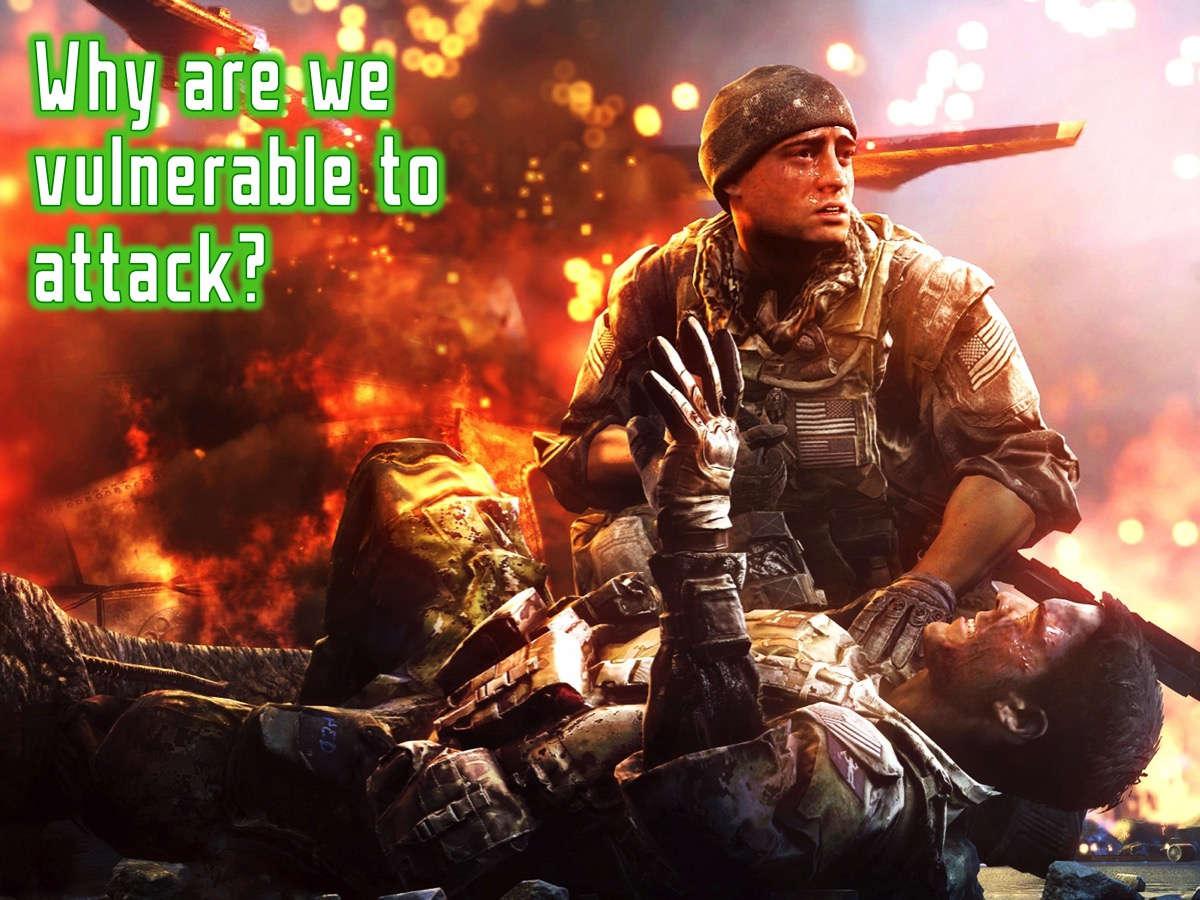 Why are we
vulnerable to
attack?